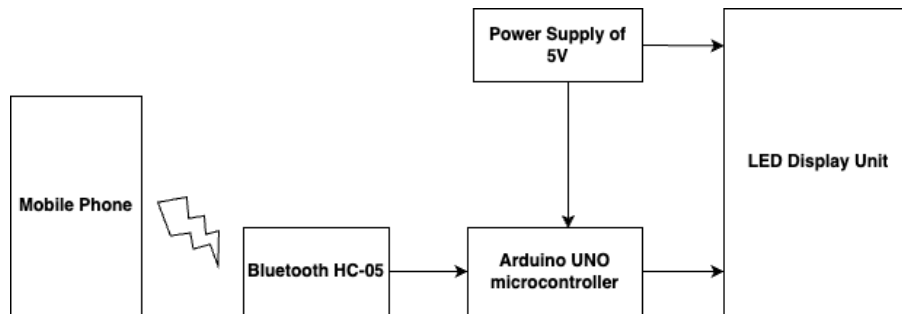 Power Supply of
5V
LED Display Unit
Mobile Phone
Bluetooth HC-05
Arduino UNO
microcontroller